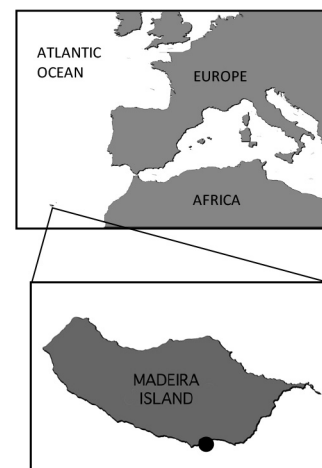 ATLANTIC
OCEAN
EUROPE
AFRICA
MADEIRA
ISLAND